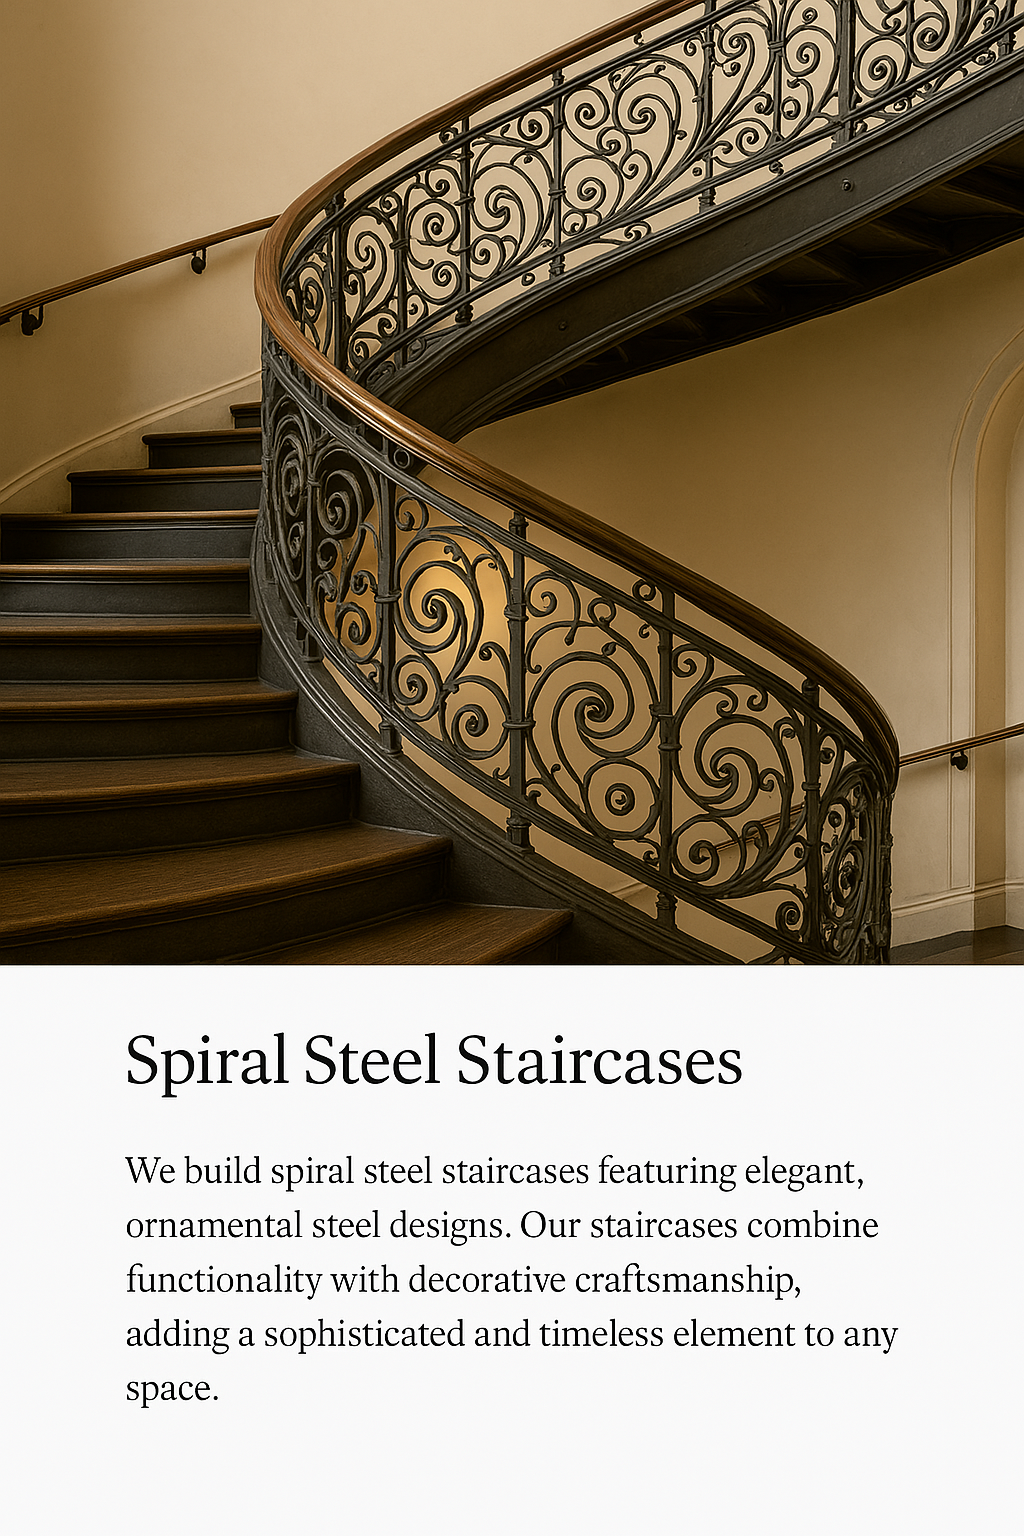 Spiral Steel Staircases
We build spiral steel staircases featuring elegant,
ornamental steel designs. Our staircases combine
functionality with decorative craftsmanship,
adding a sophisticated and timeless element to any
space.